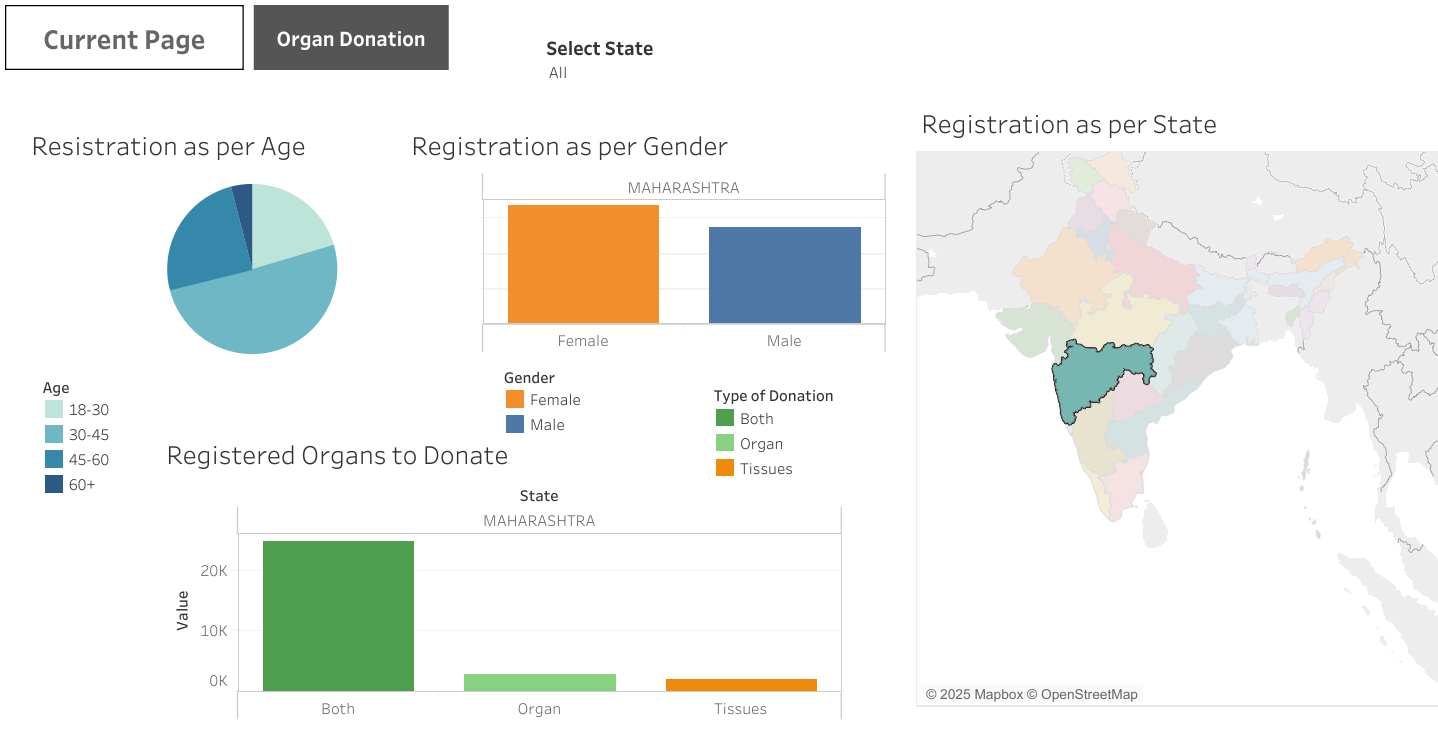 Current Page
Organ Donation
Select State
All
Resistration as per Age
Age
18-30
30-45
45-60
60+
Registration as per Gender
MAHARASHTRA
Female
Male
Gender
Female
Male
Type of Donation
Both
Organ
Tissues
Registered Organs to Donate
State
MAHARASHTRA
Value
20K
10K
0K
Both
Organ
Tissues
Registration as per State
© 2025 Mapbox © OpenStreetMap